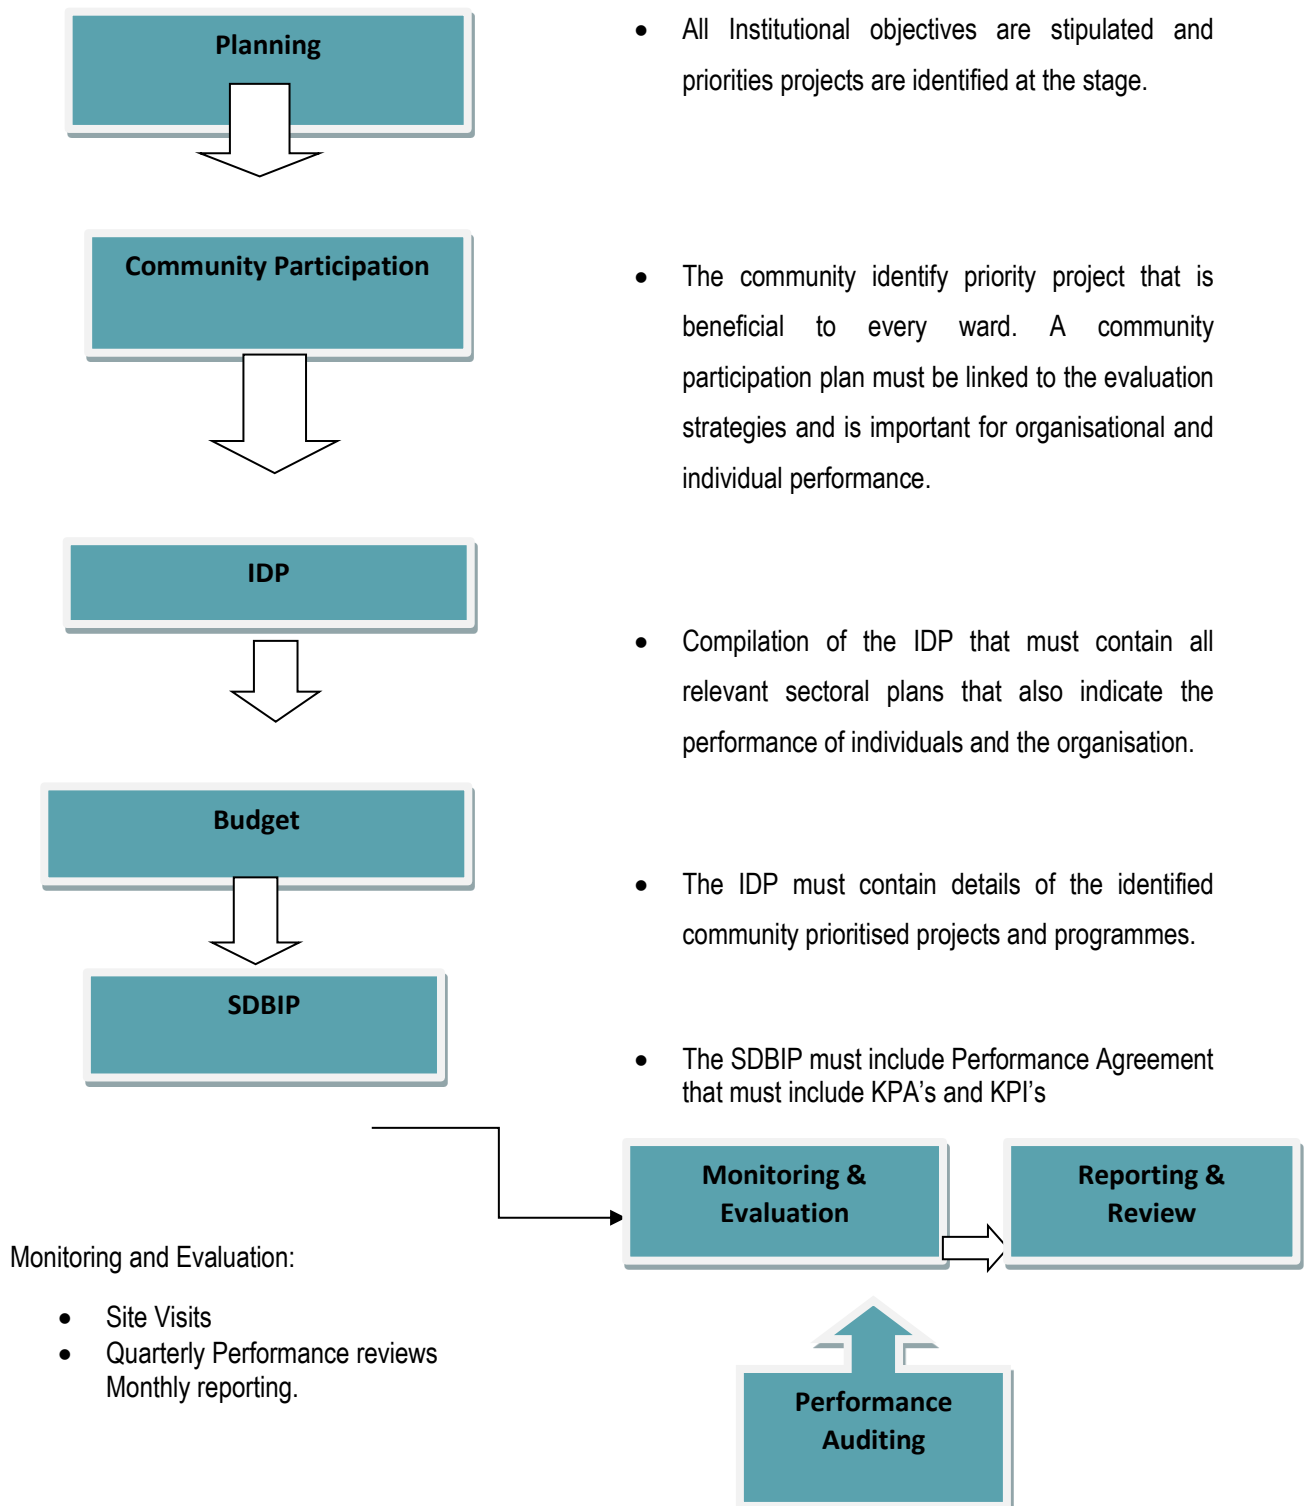 Planning
• All Institutional objectives are stipulated and
priorities projects are identified at the stage.
Community Participation
• The community identify priority project that is
beneficial to every ward. A community
participation plan must be linked to the evaluation
strategies and is important for organisational and
individual performance.
IDP
• Compilation of the IDP that must contain all
relevant sectoral plans that also indicate the
performance of individuals and the organisation.
Budget
• The IDP must contain details of the identified
community prioritised projects and programmes.
SDBIP
• The SDBIP must include Performance Agreement
that must include KPA’s and KPI’s
Monitoring &
Evaluation
Reporting &
Review
Monitoring and Evaluation:
• Site Visits
• Quarterly Performance reviews
Monthly reporting.
Performance
Auditing